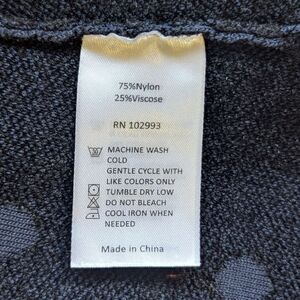 75%Nylon
25%Viscose
RN 102993
MACHINE WASH
COLD
GENTLE CYCLE WITH
LIKE COLORS ONLY
TUMBLE DRY LOW
DO NOT BLEACH
COOL IRON WHEN
NEEDED
Made in China